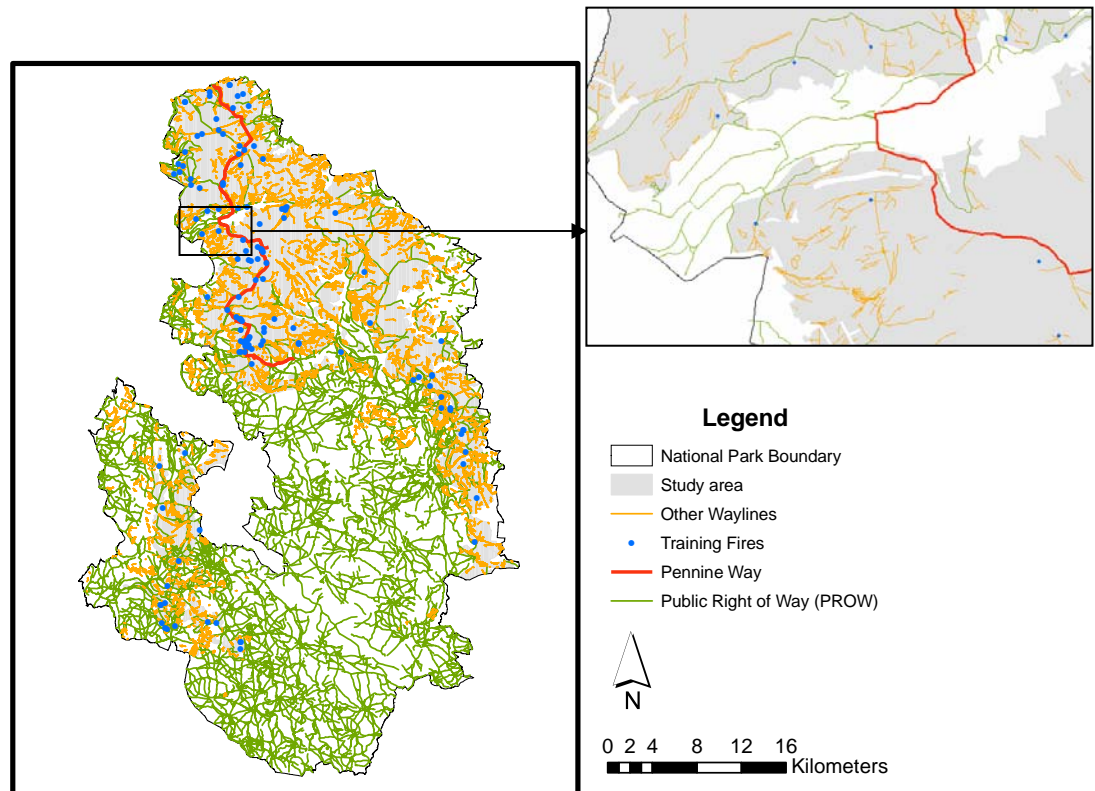 Legend
National Park Boundary
Study area
Other Waylines
Training Fires
Pennine Way
Public Right of Way (PROW)
N
0 2 4 8 12 16
Kilometers